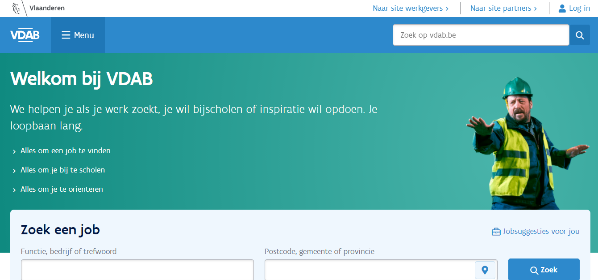 Vlaanderen
Naar site werkgevers
Naar site partners
Log in
VDAB
Menu
Zoek op vdab.be
Welkom bij VDAB
We helpen je als je werk zoekt, je wil bijscholen of inspiratie wil opdoen. Je
loopbaan lang.
Alles om een job te vinden
Alles om je bij te scholen
Alles om je te oriënteren
Zoek een job
Jobsuggesties voor jou
Functie, bedrijf of trefwoord
Postcode, gemeente of provincie
Zoek